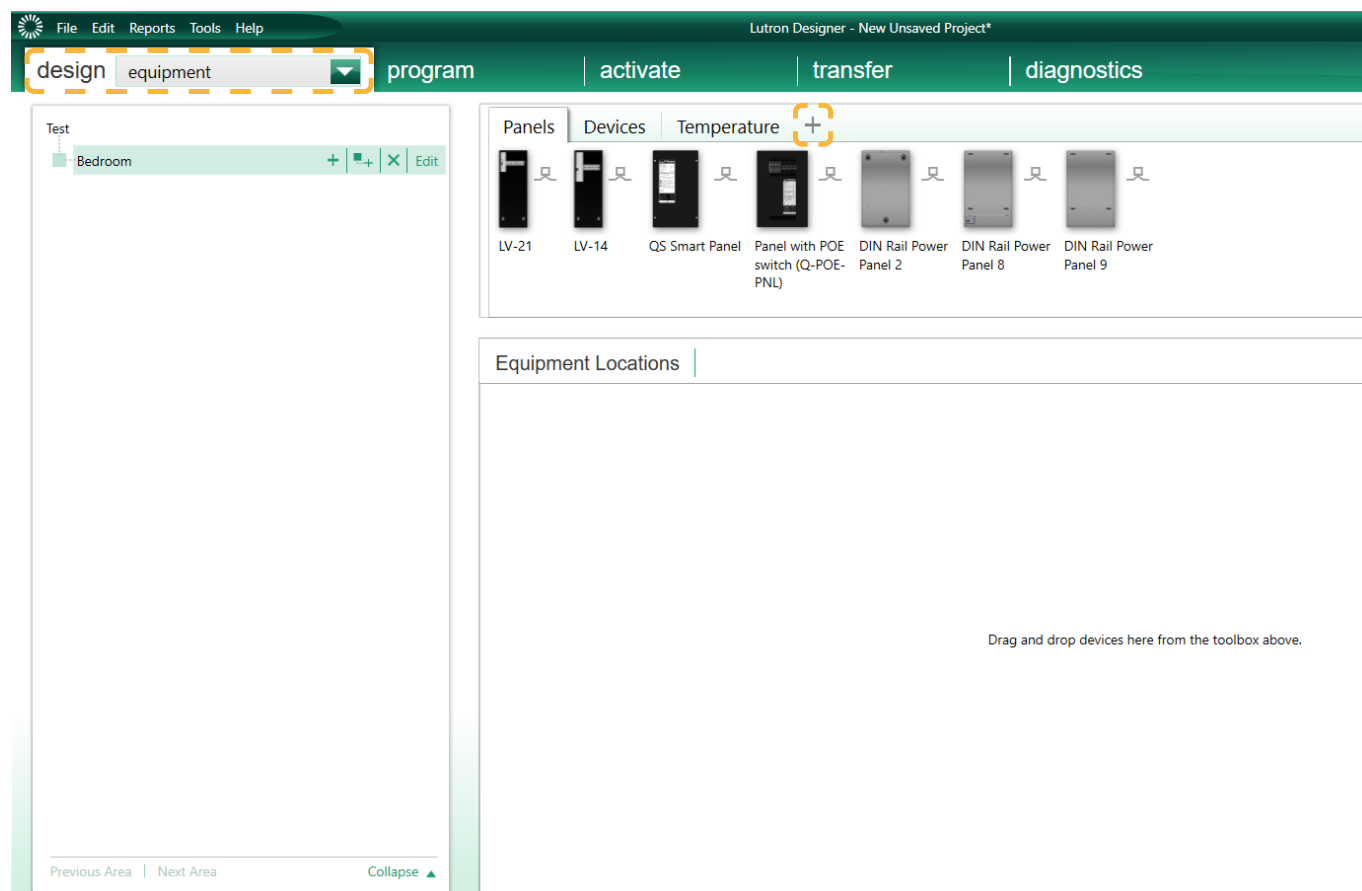 File Edit Reports Tools Help
Lutron Designer - New Unsaved Project*
design equipment program activate transfer diagnostics
Test
Bedroom + + X Edit
Panels Devices Temperature +
LV-21
LV-14
QS Smart Panel
Panel with POE
switch (Q-POE-
PNL)
DIN Rail Power
Panel 2
DIN Rail Power
Panel 8
DIN Rail Power
Panel 9
Equipment Locations
Drag and drop devices here from the toolbox above.
Previous Area | Next Area Collapse